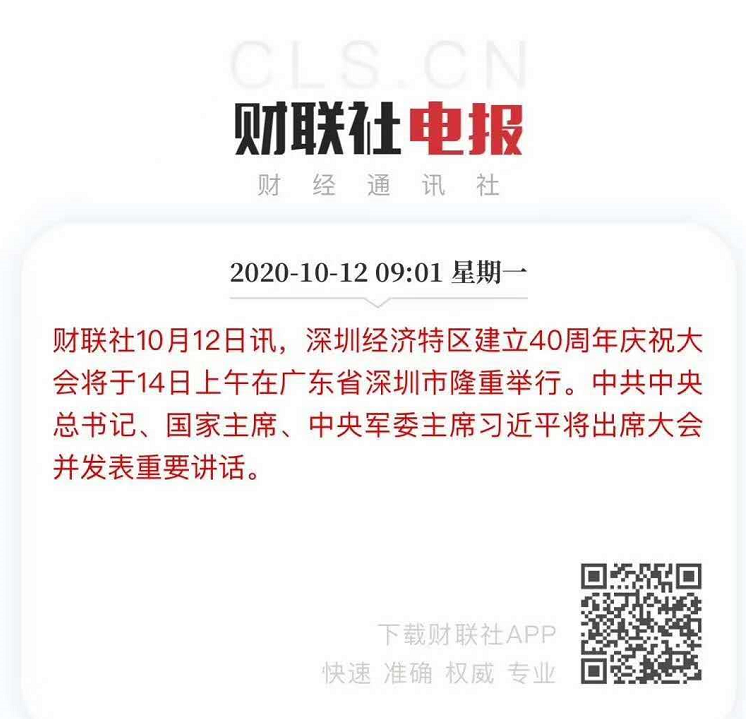 CLS.CN
财联社电报
财经通讯社
2020-10-12 09:01 星期一
财联社10月12日讯，深圳经济特区建立40周年庆祝大
会将于14日上午在广东省深圳市隆重举行。中共中央
总书记、国家主席、中央军委主席习近平将出席大会
并发表重要讲话。
下载财联社APP
快速 准确 权威 专业